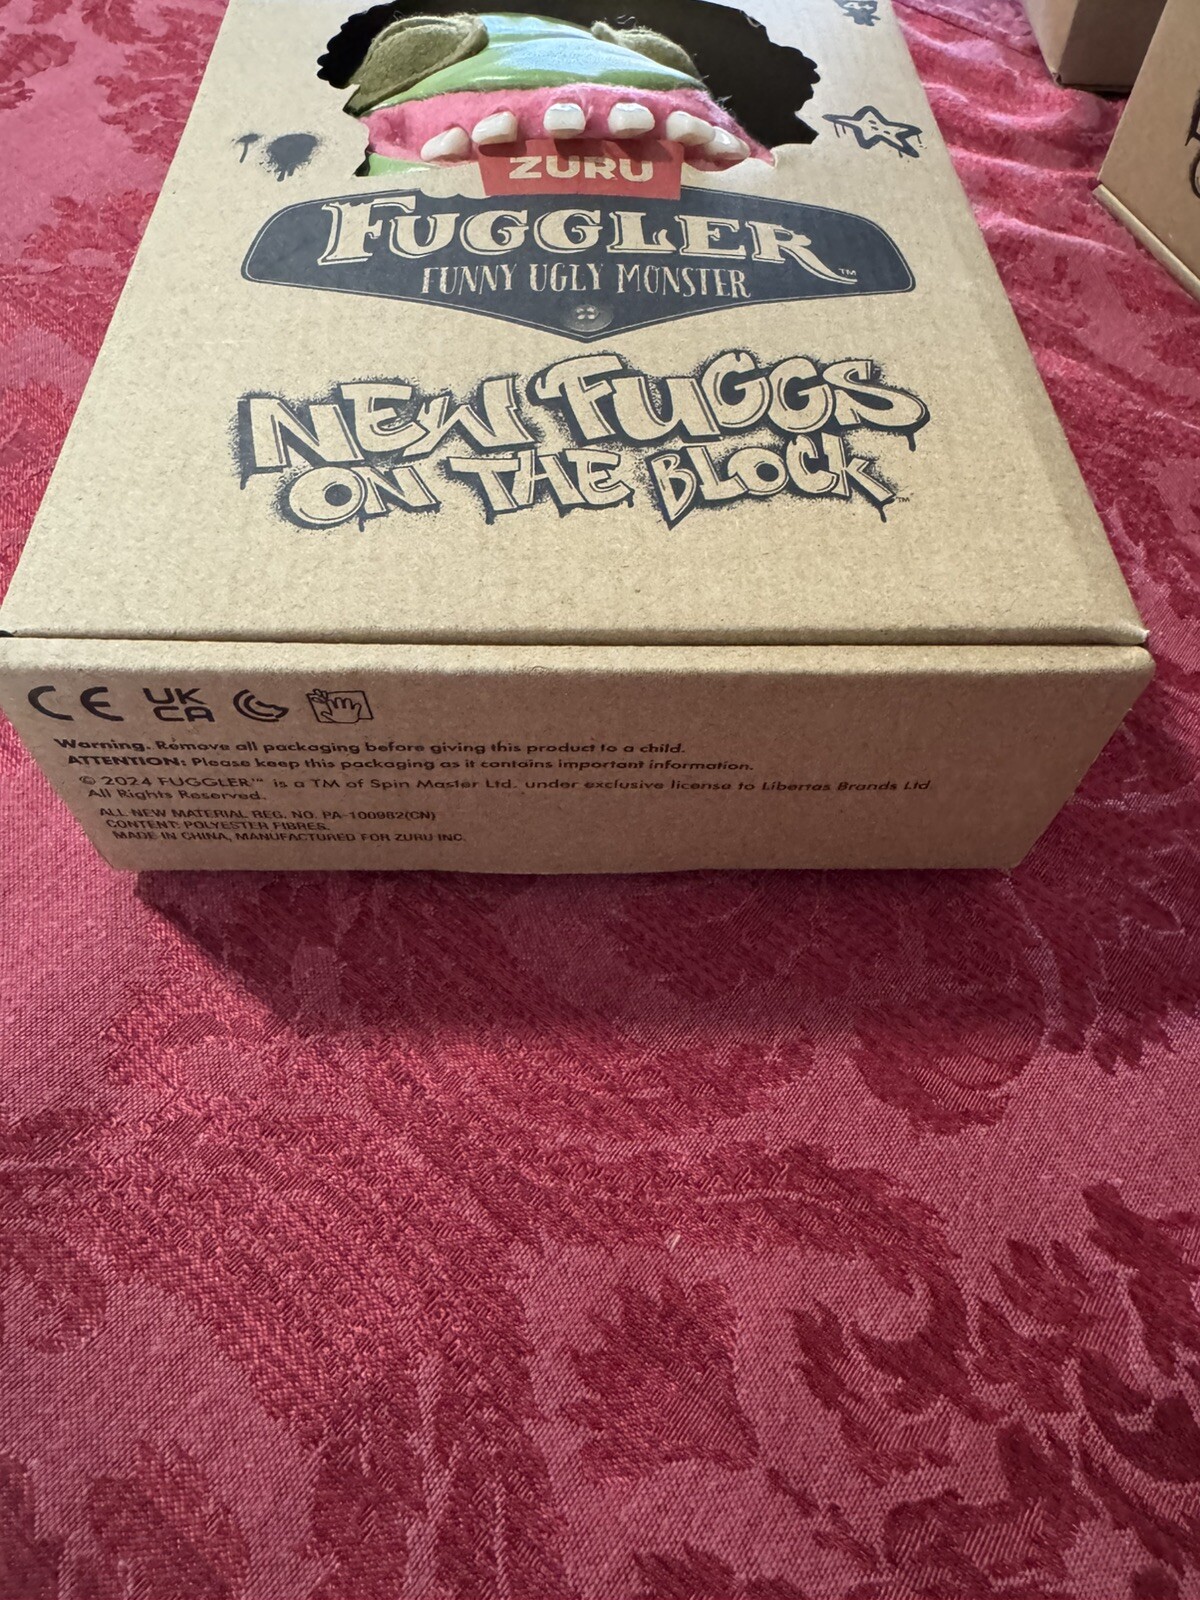 ZURU
FUGGLER™
FUNNY UGLY MONSTER
NEW FUGGS
ON THE BLOCK™
CE UK
CA
Warning. Remove all packaging before giving this product to a child.
ATTENTION: Please keep this packaging as it contains important information.
© 2024 FUGGLER™ is a TM of Spin Master Ltd. under exclusive license to Libertas Brands Ltd.
All Rights Reserved.
ALL NEW MATERIAL REG. NO. PA-100982(CN)
CONTENT: POLYESTER FIBRES.
MADE IN CHINA, MANUFACTURED FOR ZURU INC.